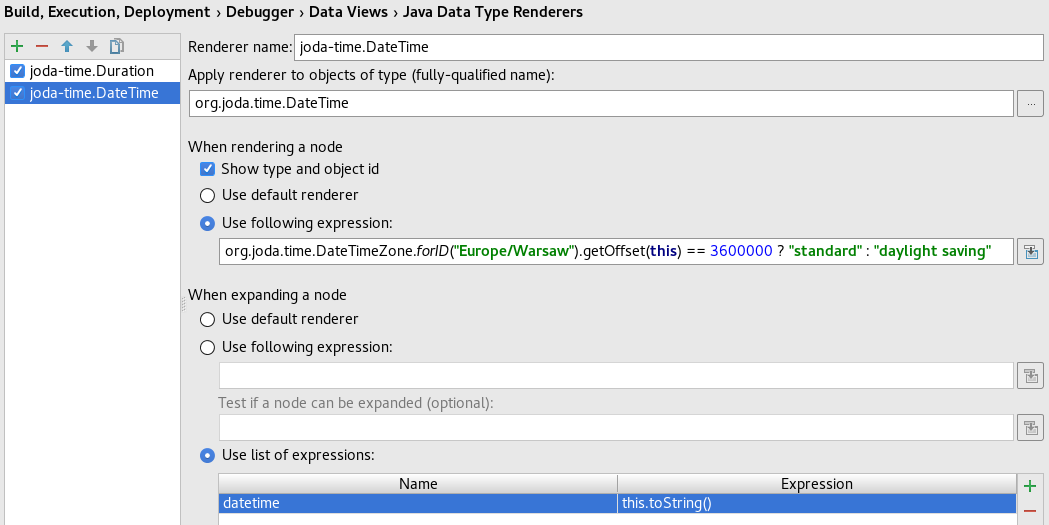 Build, Execution, Deployment › Debugger › Data Views › Java Data Type Renderers
joda-time.Duration
joda-time.DateTime
Renderer name: joda-time.DateTime
Apply renderer to objects of type (fully-qualified name):
org.joda.time.DateTime
...
When rendering a node
Show type and object id
Use default renderer
Use following expression:
org.joda.time.DateTimeZone.forID("Europe/Warsaw").getOffset(this) == 3600000 ? "standard" : "daylight saving"
When expanding a node
Use default renderer
Use following expression:
Test if a node can be expanded (optional):
Use list of expressions:
Name Expression
datetime this.toString()